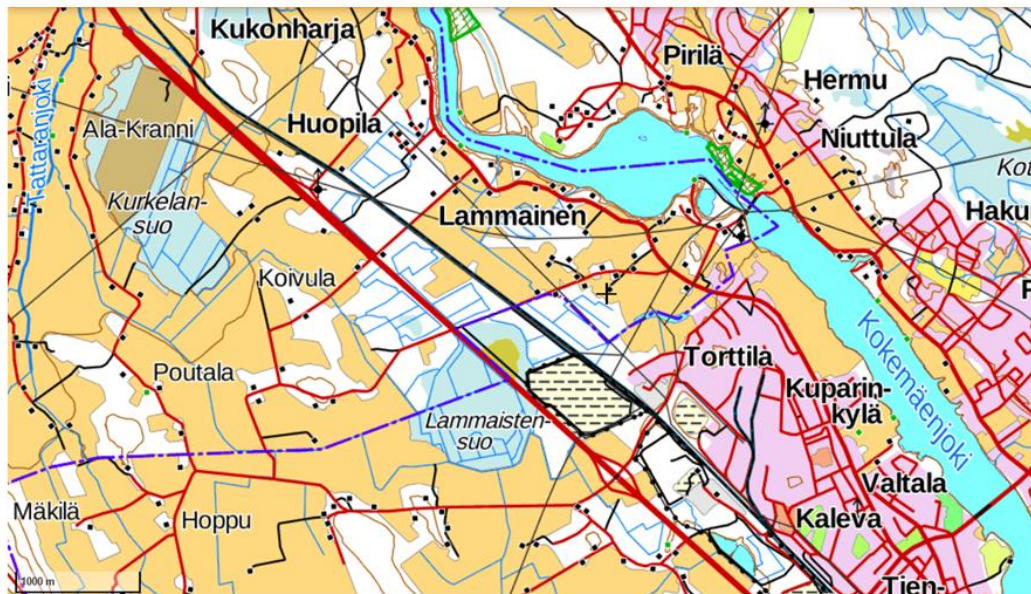 Kukonharja
Pirilä
Hermu
Huopila
Niuttula
Ala-Kranni
Tattaranjoki
Kurkelan-
suo
Lammainen
Haku
Koivula
Torttila
Poutala
Kuparin-
kylä
Kokemäenjoki
Lammaisten-
suo
Valtala
Mäkilä
Hoppu
Kaleva
Tien-
1000 m